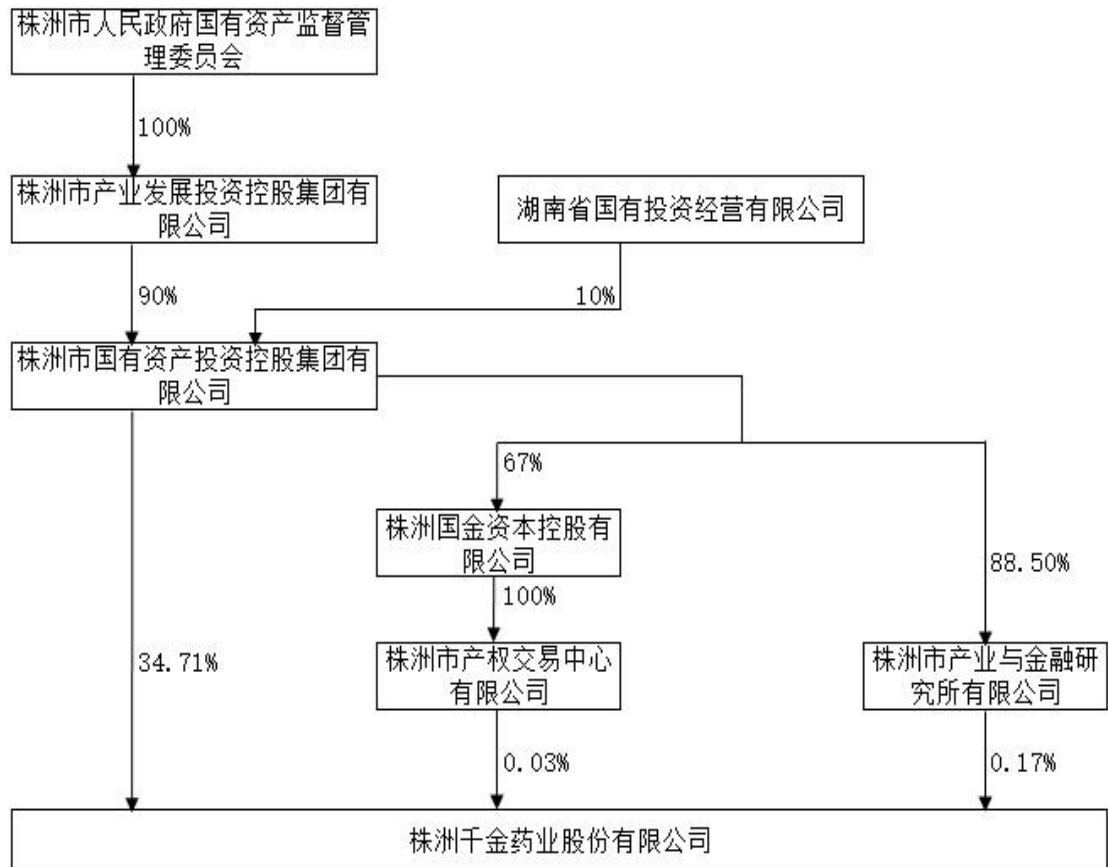 株洲市人民政府国有资产监督管
理委员会
100%
株洲市产业发展投资控股集团有
限公司
湖南省国有投资经营有限公司
90%
10%
株洲市国有资产投资控股集团有
限公司
67%
株洲国金资本控股有
限公司
88.50%
100%
34.71%
株洲市产权交易中心
有限公司
株洲市产业与金融研
究所有限公司
0.03%
0.17%
株洲千金药业股份有限公司